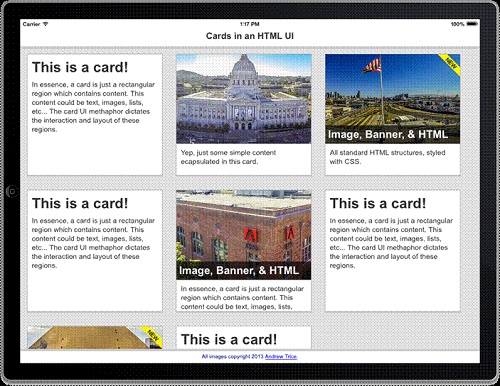 iPad
1:17 PM
100%
Cards in an HTML UI
This is a card!
In essence, a card is just a rectangular
region which contains content. This
content could be text, images, lists,
etc... The card UI methaphor dictates
the interaction and layout of these
regions.
Yep, just some simple content
ecapsulated in this card.
NEW
Image, Banner, & HTML
All standard HTML structures, styled
with CSS.
This is a card!
In essence, a card is just a rectangular
region which contains content. This
content could be text, images, lists,
etc... The card UI methaphor dictates
the interaction and layout of these
regions.
Image, Banner, & HTML
In essence, a card is just a rectangular
region which contains content. This
content could be text, images, lists,
This is a card!
In essence, a card is just a rectangular
region which contains content. This
content could be text, images, lists,
etc... The card UI methaphor dictates
the interaction and layout of these
regions.
NEW
This is a card!
All images copyright 2013 Andrew Trice.